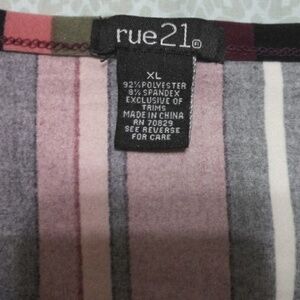 rue21
XL
92% POLYESTER
8% SPANDEX
EXCLUSIVE OF
TRIMS
MADE IN CHINA
RN 70829
SEE REVERSE
FOR CARE